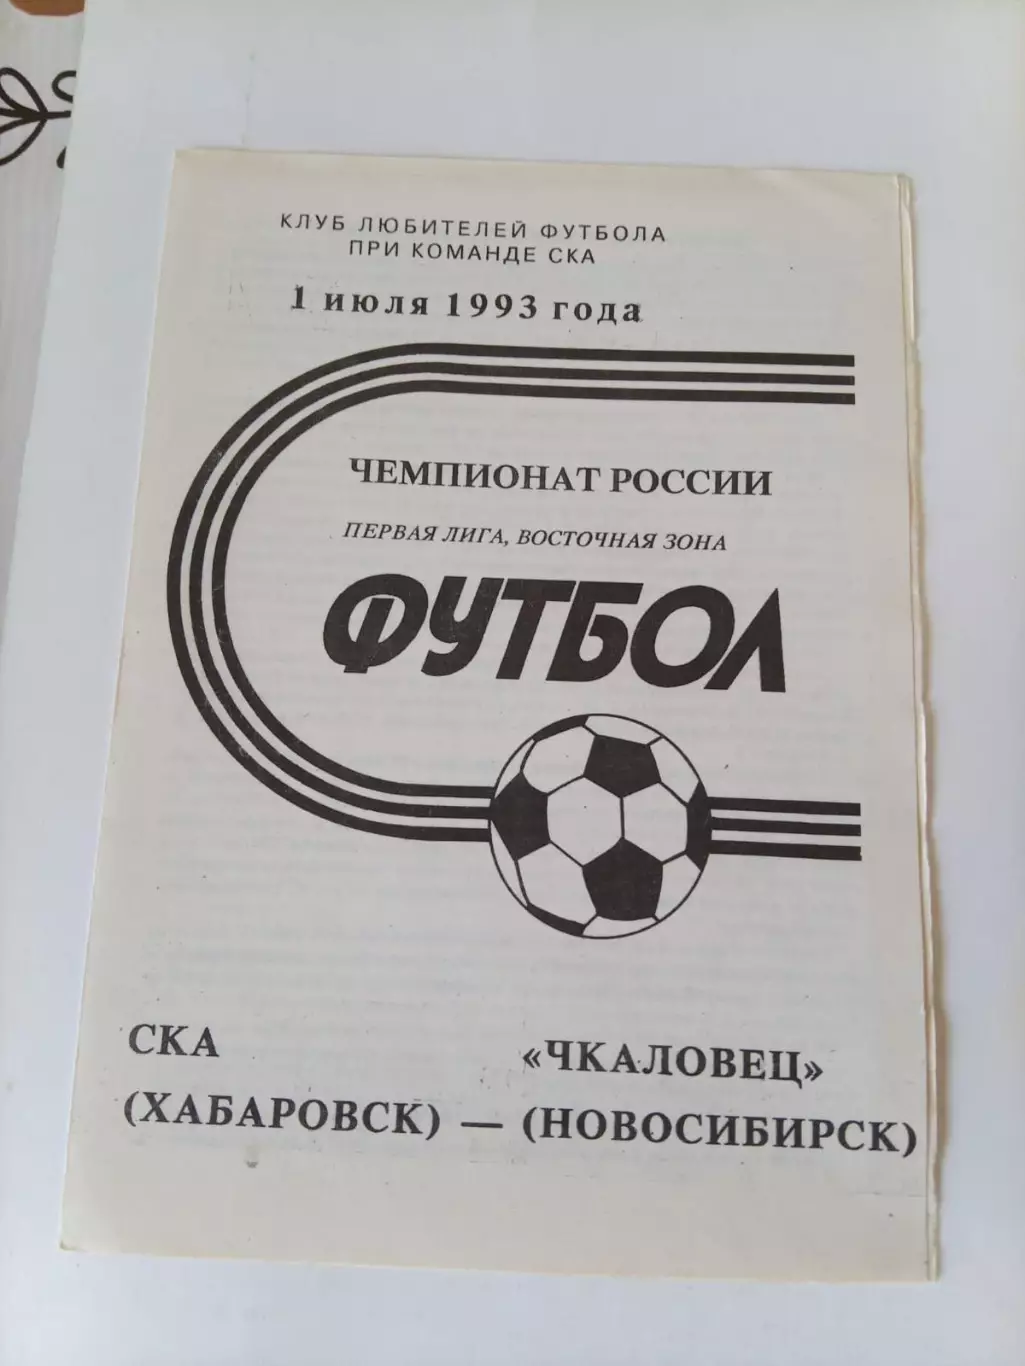 КЛУБ ЛЮБИТЕЛЕЙ ФУТБОЛА
ПРИ КОМАНДЕ СКА
1 июля 1993 года
ЧЕМПИОНАТ РОССИИ
ПЕРВАЯ ЛИГА, ВОСТОЧНАЯ ЗОНА
ФУТБОЛ
СКА «ЧКАЛОВЕЦ»
(ХАБАРОВСК) — (НОВОСИБИРСК)